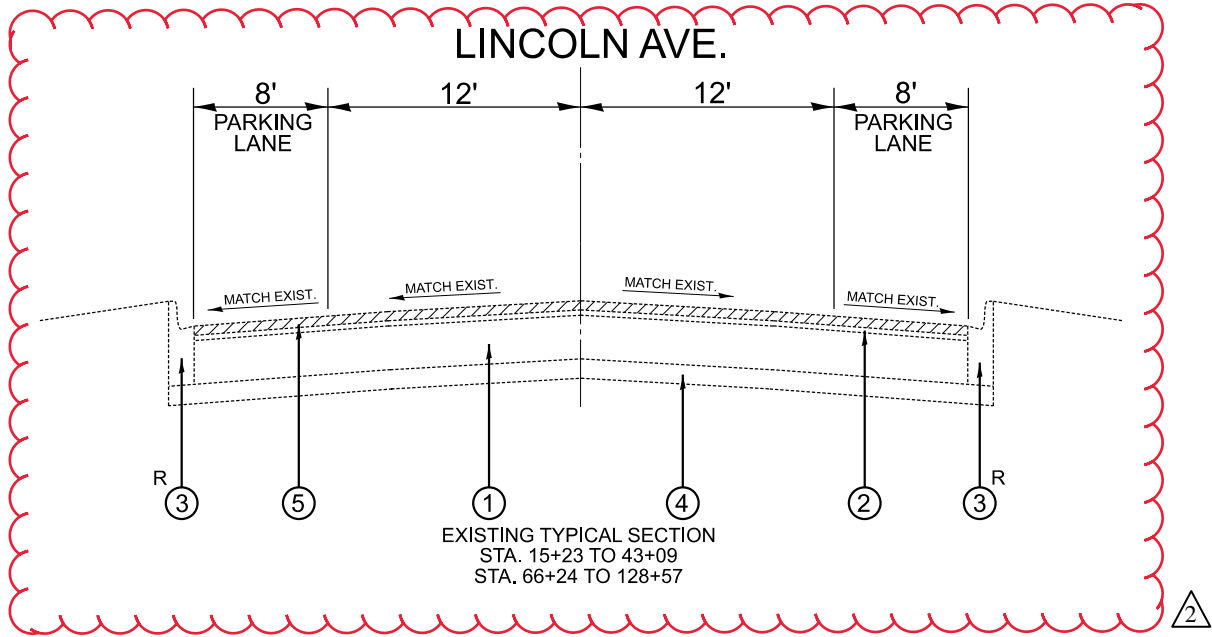 LINCOLN AVE.
8' 12' 12' 8'
PARKING LANE
PARKING LANE
MATCH EXIST. MATCH EXIST. MATCH EXIST. MATCH EXIST.
R R
3 5 1 4 2 3
EXISTING TYPICAL SECTION
STA. 15+23 TO 43+09
STA. 66+24 TO 128+57
2